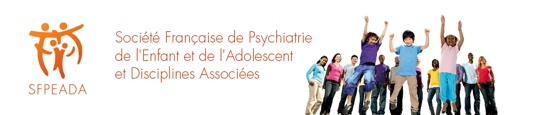 Société Française de Psychiatrie
de l'Enfant et de l'Adolescent
et Disciplines Associées
SFPEADA